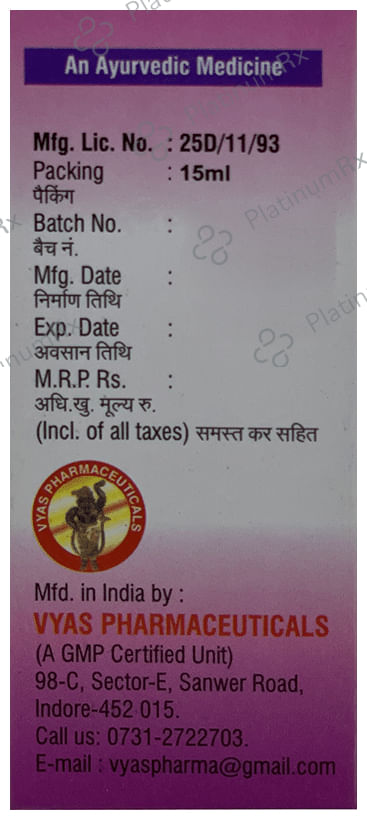 An Ayurvedic Medicine
Mfg. Lic. No. : 25D/11/93
Packing : 15ml
पैकिंग
Batch No. :
बैच नं.
Mfg. Date :
निर्माण तिथि
Exp. Date :
अवसान तिथि
M.R.P. Rs. :
अधि.खु. मूल्य रु.
(Incl. of all taxes) समस्त कर सहित
VYAS PHARMACEUTICALS
Mfd. in India by :
VYAS PHARMACEUTICALS
(A GMP Certified Unit)
98-C, Sector-E, Sanwer Road,
Indore-452 015.
Call us: 0731-2722703.
E-mail : vyaspharma@gmail.com
PlatinumRx
PlatinumRx